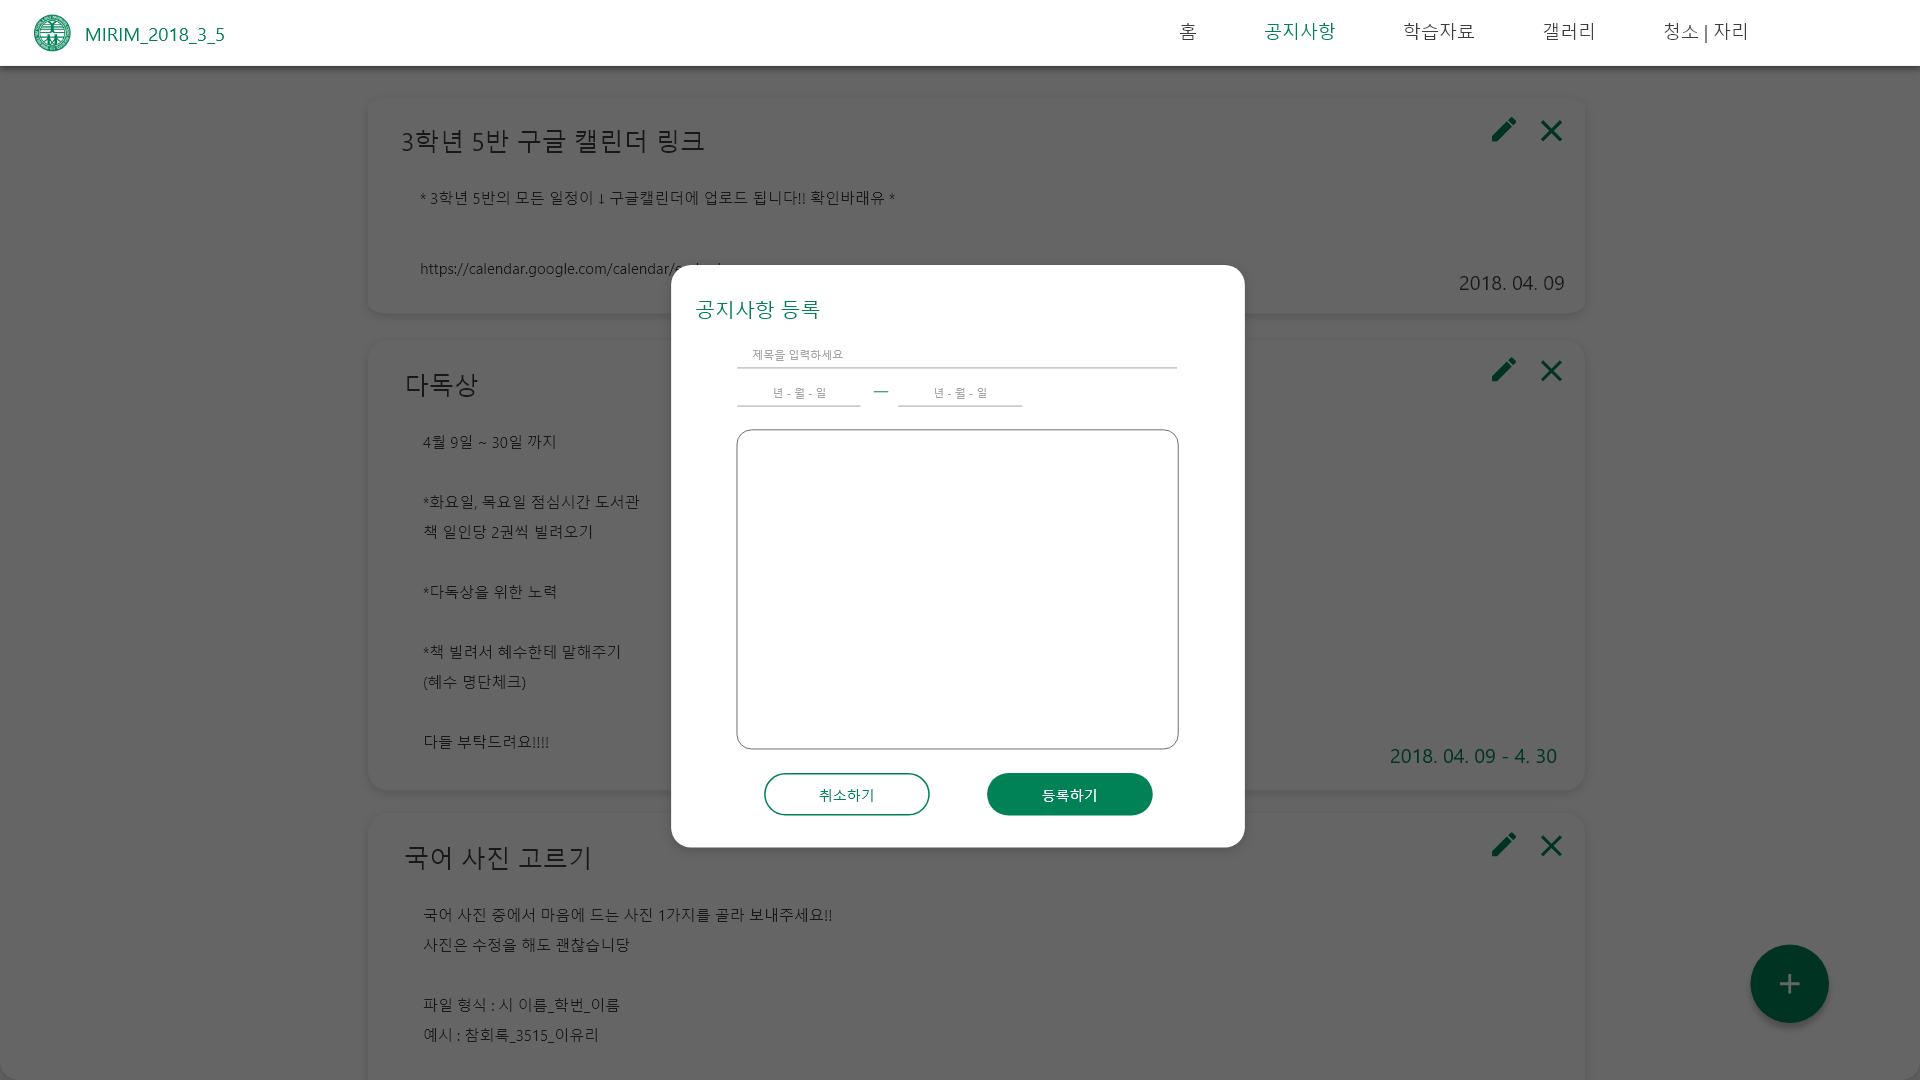 MIRIM_2018_3_5
홈
공지사항
학습자료
갤러리
청소 | 자리
3학년 5반 구글 캘린더 링크
* 3학년 5반의 모든 일정이 ↓ 구글캘린더에 업로드 됩니다!! 확인바래유 *
https://calendar.google.com/calendar/
2018. 04. 09
공지사항 등록
제목을 입력하세요
년 - 월 - 일 — 년 - 월 - 일
취소하기
등록하기
다독상
4월 9일 ~ 30일 까지
*화요일, 목요일 점심시간 도서관
책 일인당 2권씩 빌려오기
*다독상을 위한 노력
*책 빌려서 혜수한테 말해주기
(혜수 명단체크)
다들 부탁드려요!!!!
2018. 04. 09 - 4. 30
국어 사진 고르기
국어 사진 중에서 마음에 드는 사진 1가지를 골라 보내주세요!!
사진은 수정을 해도 괜찮습니당
파일 형식 : 시 이름_학번_이름
예시 : 참회록_3515_이유리